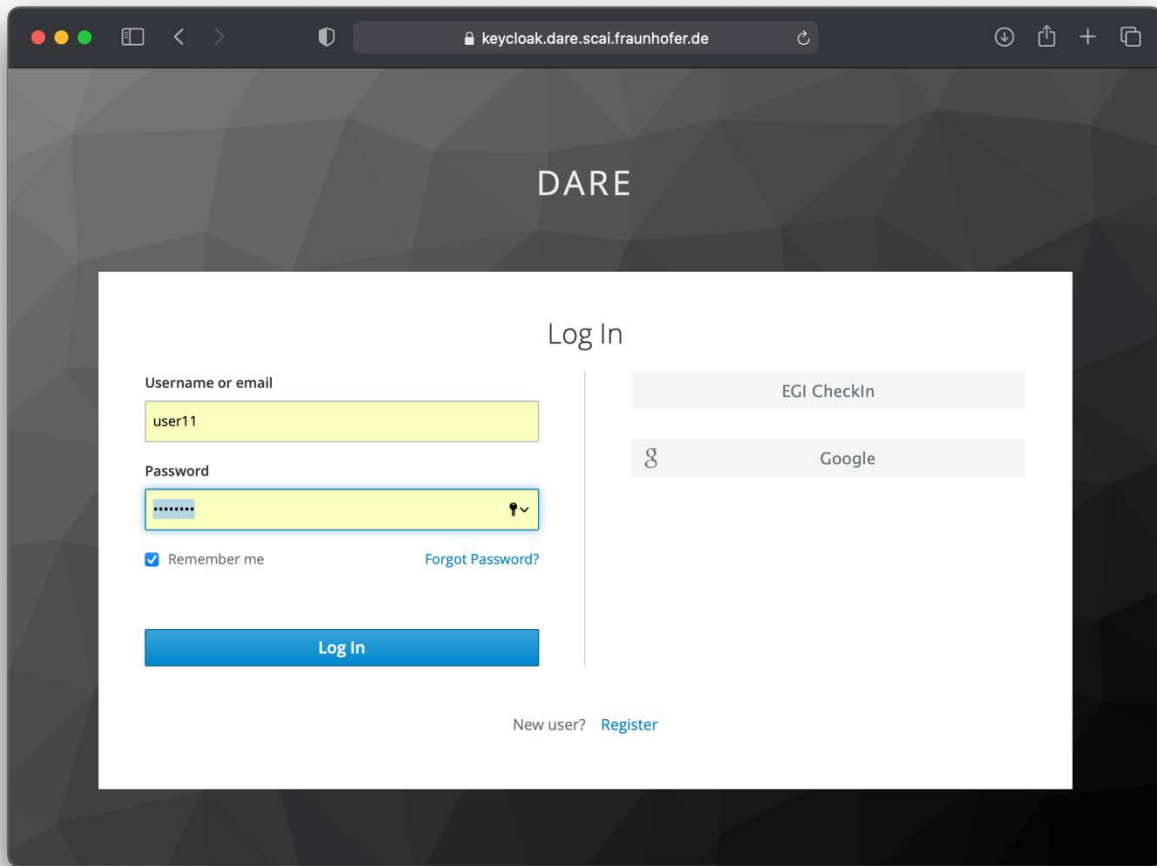 keycloak.dare.scai.fraunhofer.de
DARE
Log In
Username or email
user11
Password
••••••••
Remember me
Forgot Password?
Log In
EGI CheckIn
Google
New user? Register